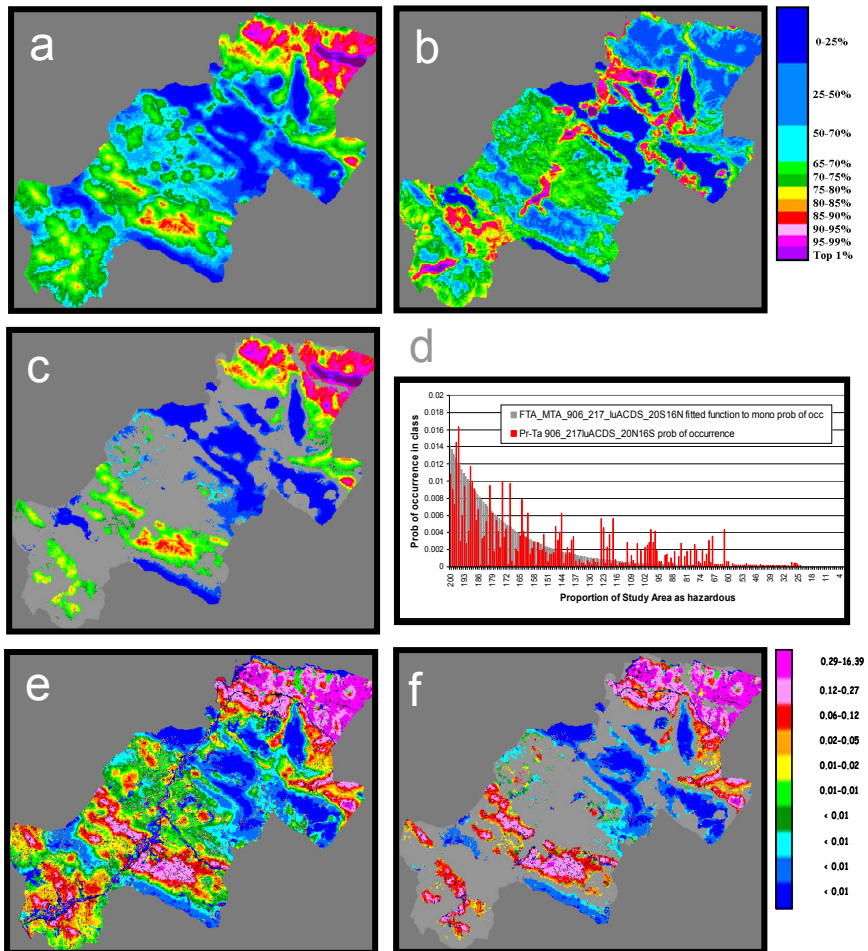 a
b
0-25%
25-50%
50-70%
65-70%
70-75%
75-80%
80-85%
85-90%
90-95%
95-99%
Top 1%
c
d
0.02
0.018
0.016
0.014
0.012
0.01
0.008
0.006
0.004
0.002
0
Prob of occurrence in class
FTA_MTA_906_217_luACDS_20S16N fitted function to mono prob of occ
Pr-Ta 906_217luACDS_20N16S prob of occurrence
200 193 186 179 172 165 158 151 144 137 130 123 116 109 102 95 88 81 74 67 60 53 46 39 32 25 18 11 4
Proportion of Study Area as hazardous
e
f
0.29-16.39
0.12-0.27
0.06-0.12
0.02-0.05
0.01-0.02
0.01-0.01
< 0.01
< 0.01
< 0.01
< 0.01